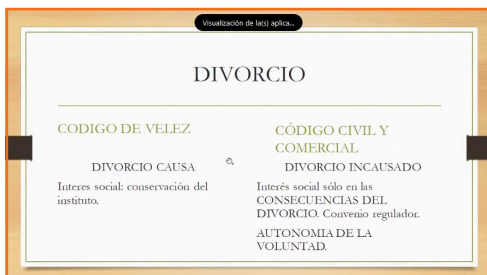 Visualización de la(s) aplica...
DIVORCIO
CODIGO DE VELEZ
DIVORCIO CAUSA
Interes social: conservación del
instituto.
CÓDIGO CIVIL Y
COMERCIAL
DIVORCIO INCAUSADO
Interés social sólo en las
CONSECUENCIAS DEL
DIVORCIO. Convenio regulador.
AUTONOMIA DE LA
VOLUNTAD.